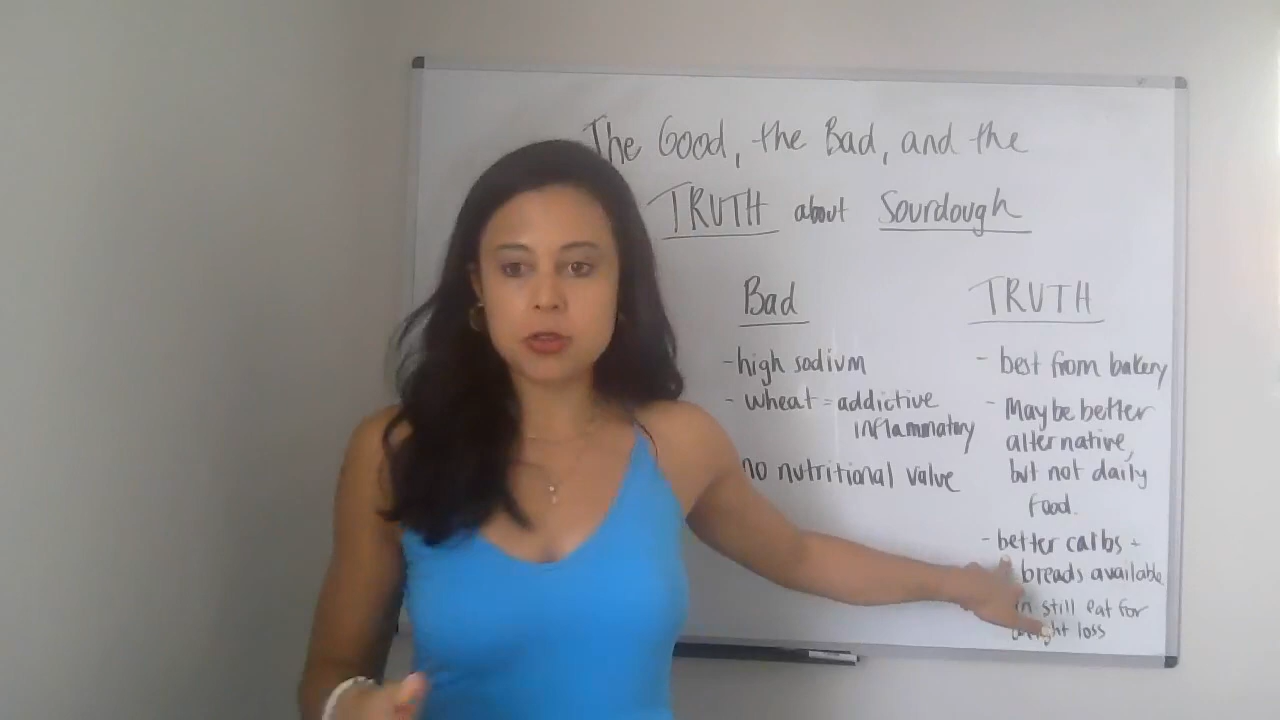 The Good, the Bad, and the
TRUTH about Sourdough
Bad
- high sodium
- wheat = addictive
inflammatory
no nutritional value
TRUTH
- best from bakery
- Maybe better
alternative,
but not daily
food.
- better carbs +
breads available
still eat for
loss